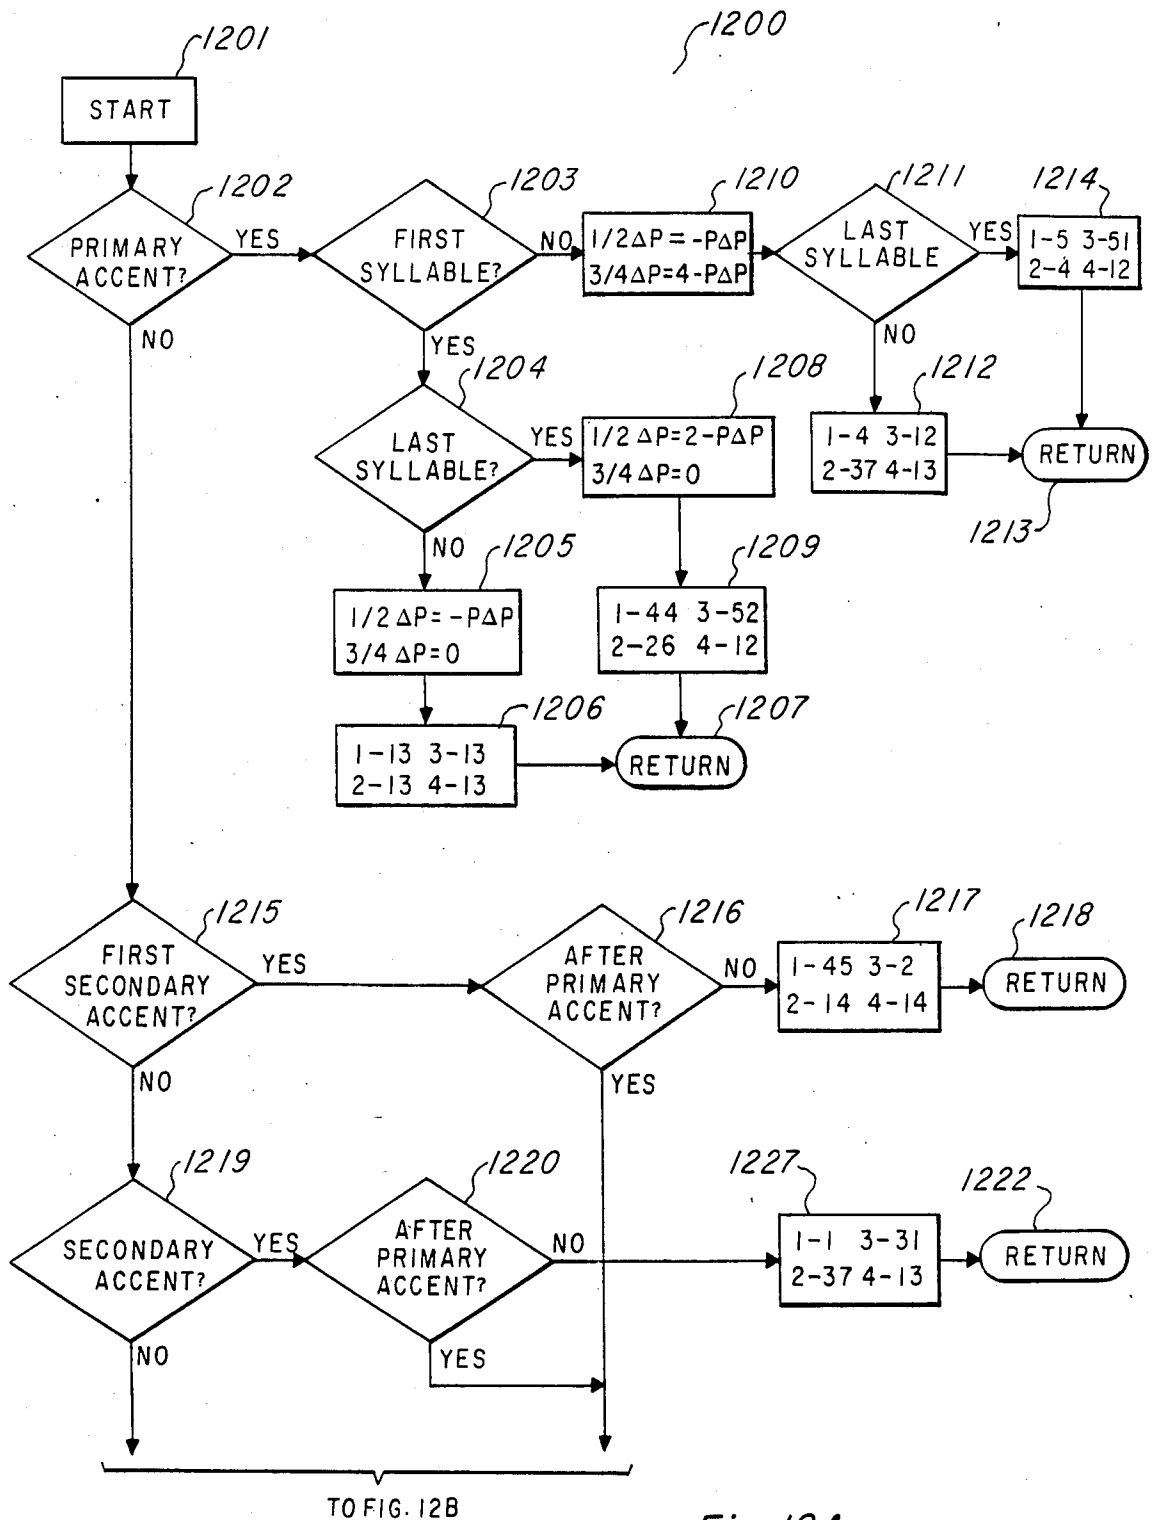 1200
1201
START
1202
PRIMARY
ACCENT?
YES
NO
1203
FIRST
SYLLABLE?
NO
YES
1210
1/2 ΔP = -PΔP
3/4 ΔP=4-PΔP
1211
LAST
SYLLABLE
YES
NO
1214
1-5 3-51
2-4 4-12
1204
LAST
SYLLABLE?
YES
NO
1208
1/2 ΔP=2-PΔP
3/4 ΔP=0
1212
1-4 3-12
2-37 4-13
RETURN
1213
1205
1/2 ΔP= -PΔP
3/4 ΔP=0
1209
1-44 3-52
2-26 4-12
1206
1-13 3-13
2-13 4-13
1207
RETURN
1215
FIRST
SECONDARY
ACCENT?
YES
NO
1216
AFTER
PRIMARY
ACCENT?
NO
YES
1217
1-45 3-2
2-14 4-14
1218
RETURN
1219
SECONDARY
ACCENT?
YES
NO
1220
AFTER
PRIMARY
ACCENT?
NO
YES
1227
1-1 3-31
2-37 4-13
1222
RETURN
TO FIG. 12B